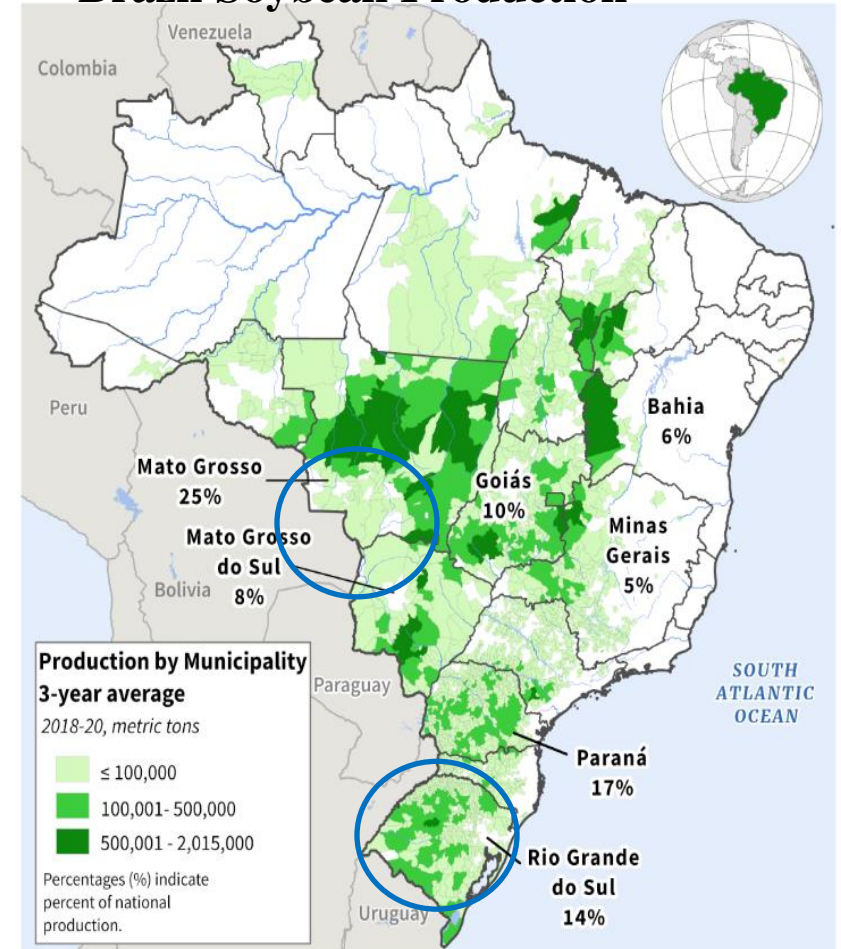 Brazil Soybean Production
Venezuela
Colombia
Peru
Bahia
6%
Mato Grosso
25%
Goiás
10%
Mato Grosso
do Sul
8%
Minas
Gerais
5%
Bolivia
Production by Municipality
3-year average
2018-20, metric tons
≤ 100,000
100,001- 500,000
500,001 - 2,015,000
Percentages (%) indicate
percent of national
production.
Paraguay
SOUTH
ATLANTIC
OCEAN
Paraná
17%
Rio Grande
do Sul
14%
Uruguay